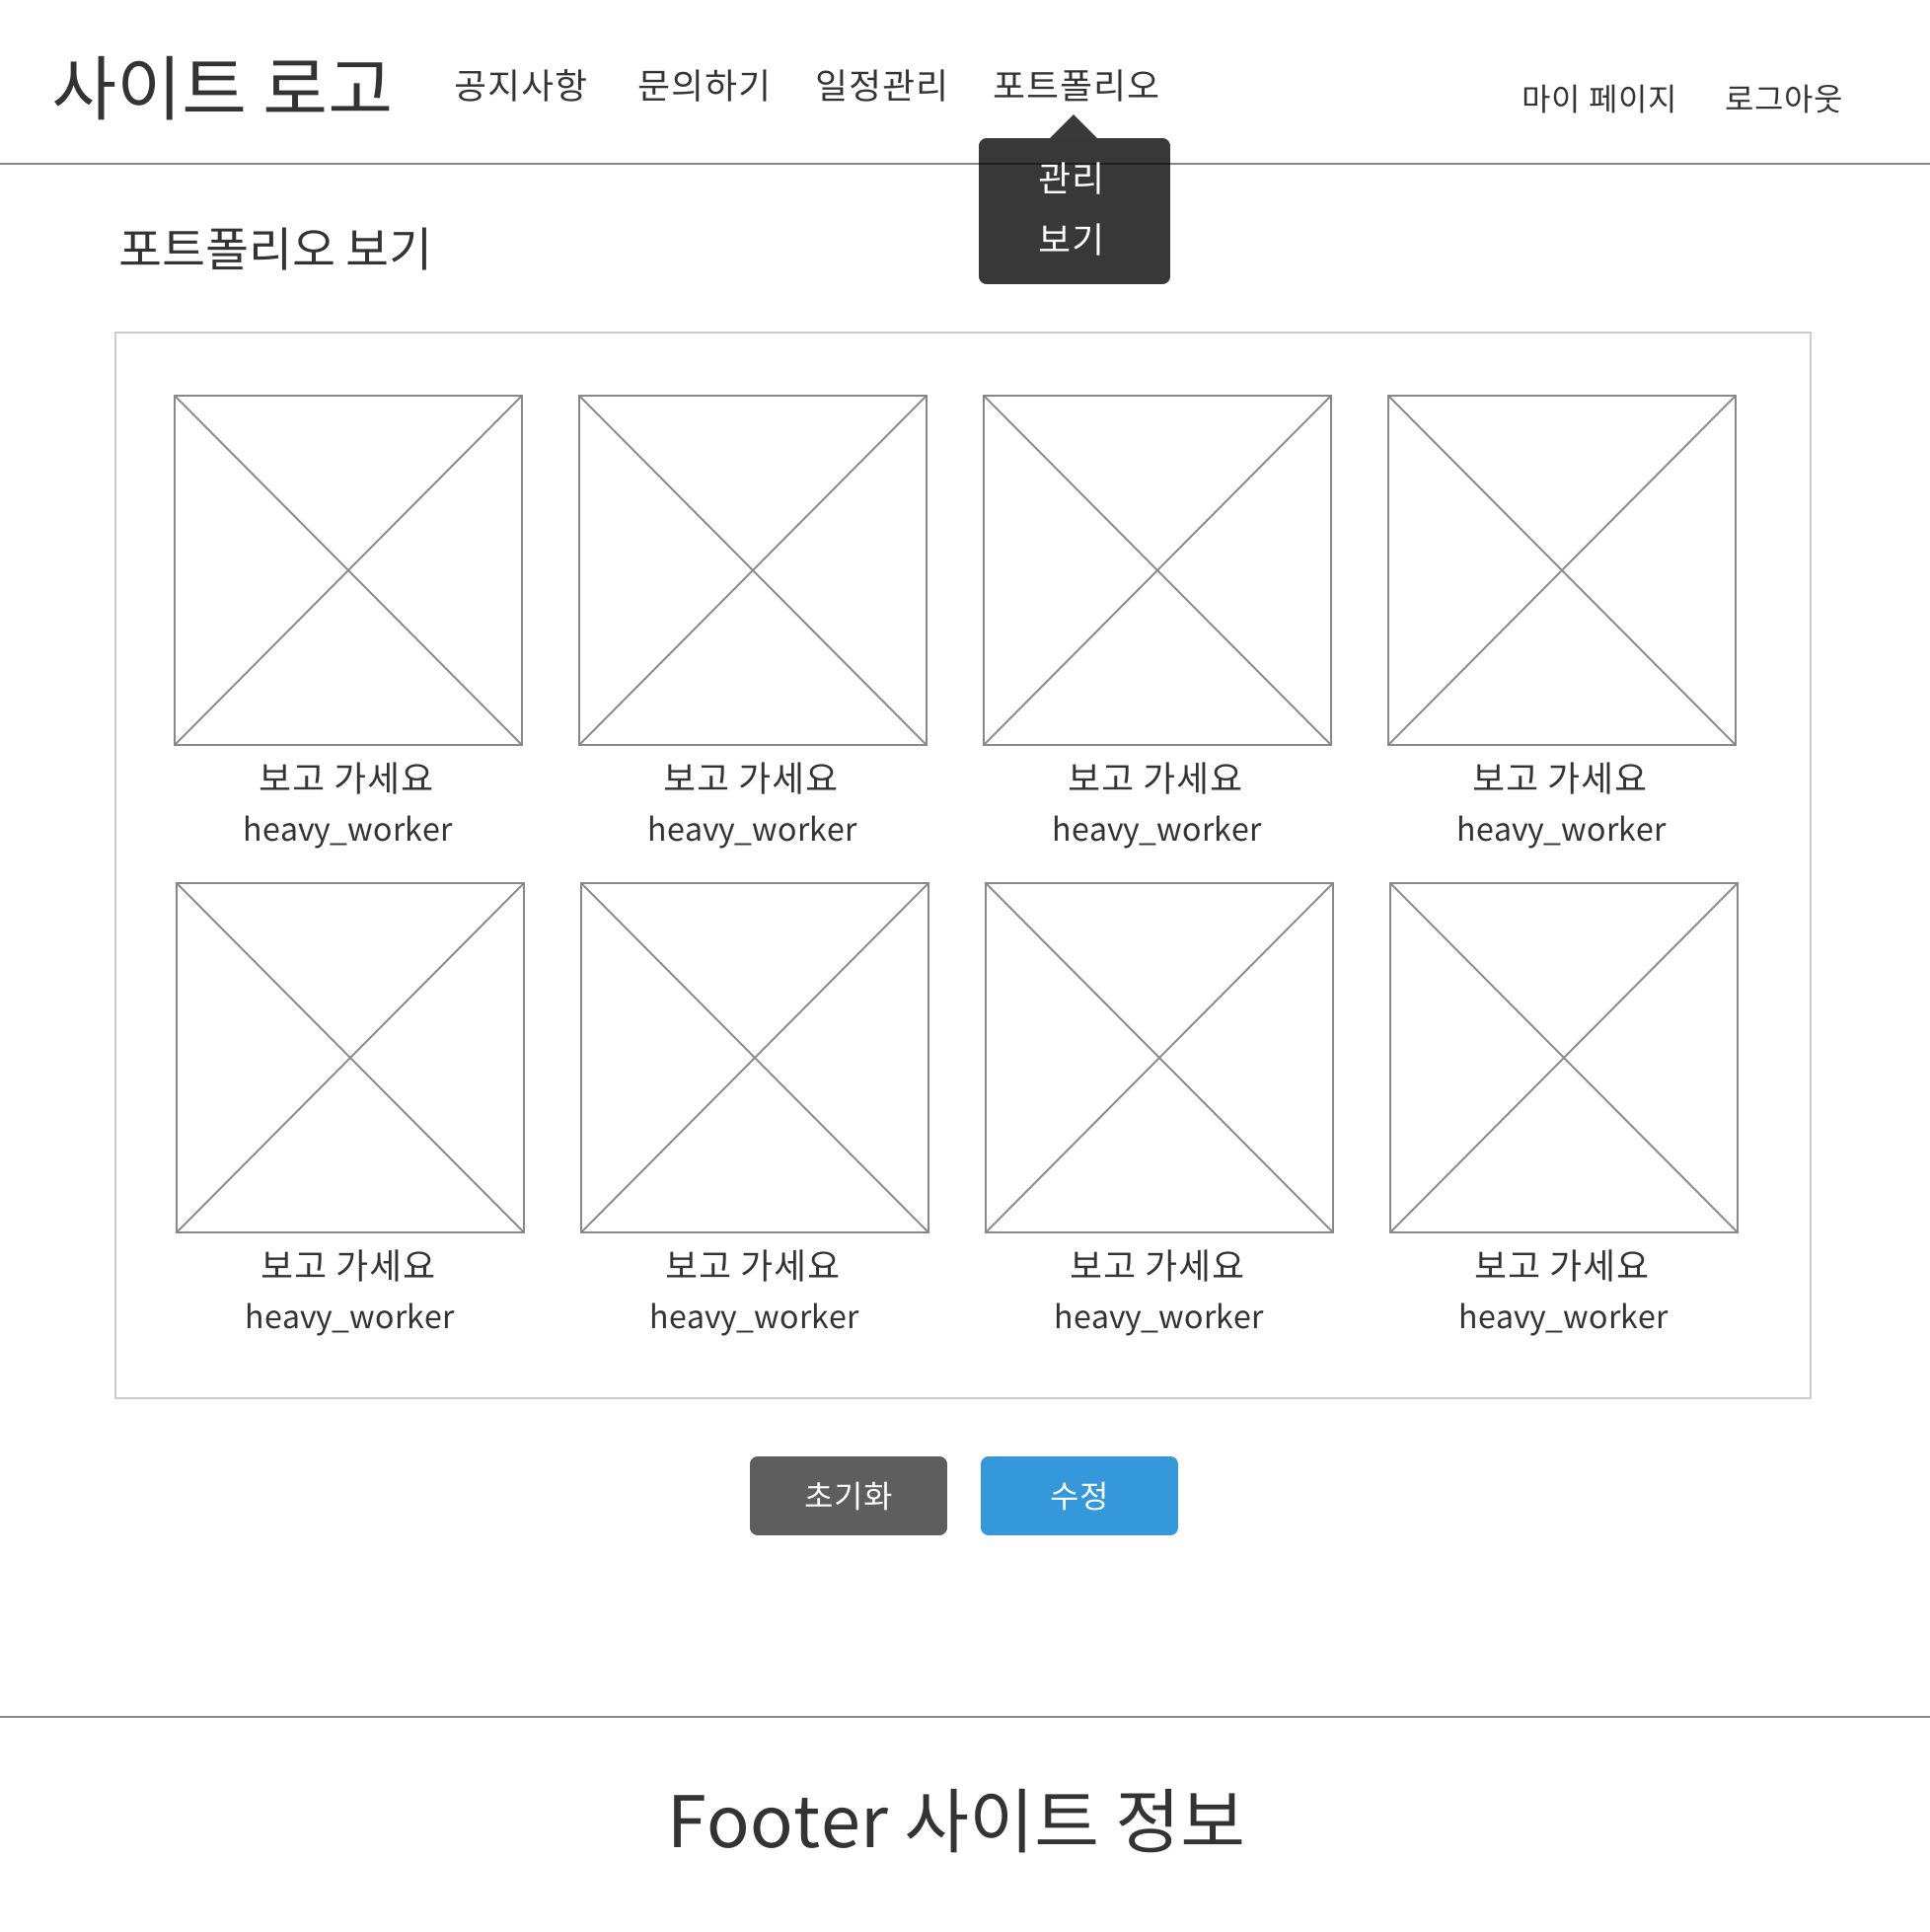 사이트 로고
공지사항 문의하기 일정관리 포트폴리오
마이 페이지 로그아웃
관리
보기
포트폴리오 보기
보고 가세요 보고 가세요 보고 가세요 보고 가세요
heavy_worker heavy_worker heavy_worker heavy_worker
보고 가세요 보고 가세요 보고 가세요 보고 가세요
heavy_worker heavy_worker heavy_worker heavy_worker
초기화 수정
Footer 사이트 정보